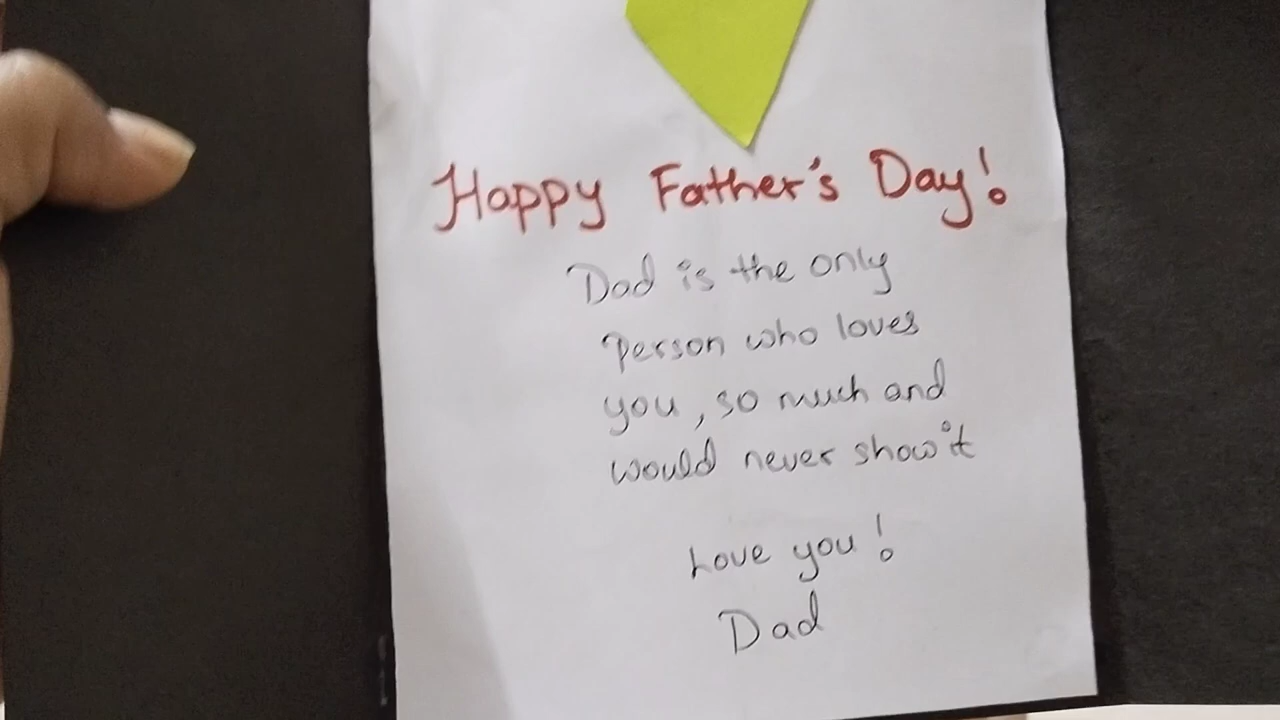 Happy Father's Day!
Dad is the only
Person who loves
you, so much and
would never show it
Love you!
Dad